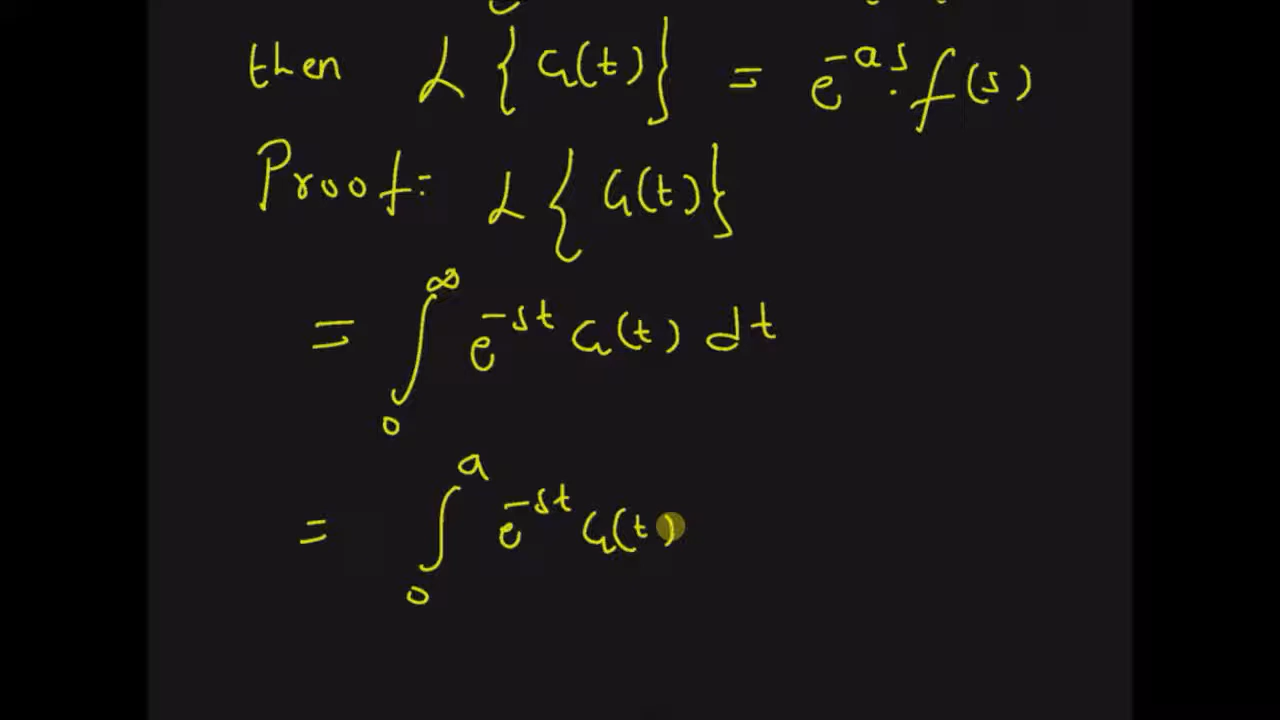 then L{G(t)} = e^{-as}.f(s)
Proof: L{G(t)}
= ∫_0^∞ e^{-st} G(t) dt
= ∫_0^a e^{-st} G(t)